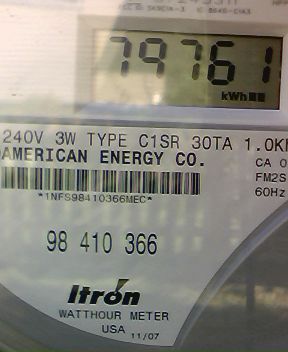 79761
kWh
240V 3W TYPE C1SR 30TA 1.0K
AMERICAN ENERGY CO.
CA 0
FM2S
60Hz
*1NFS98410366MEC*
98 410 366
Itron
WATTHOUR METER
USA 11/07